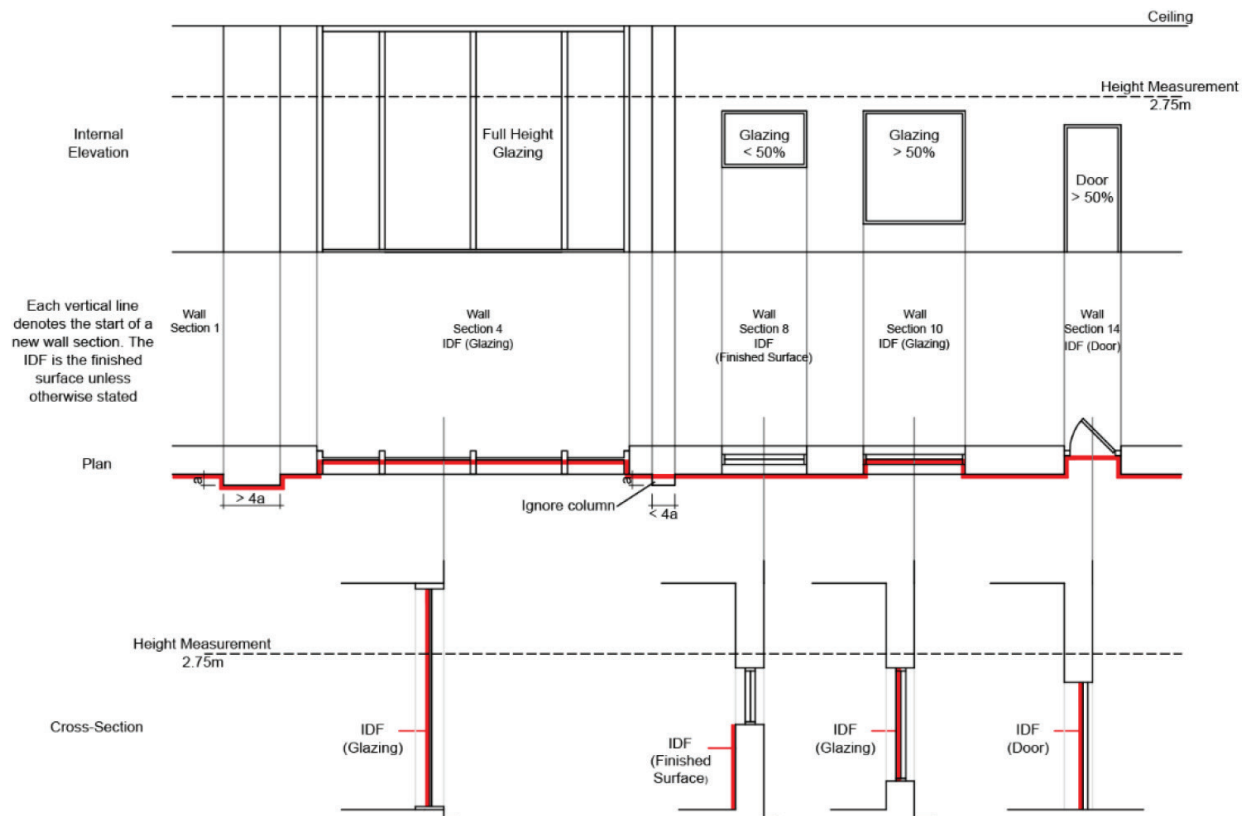 Ceiling
Height Measurement
2.75m
Internal
Elevation
Full Height
Glazing
Glazing
< 50%
Glazing
> 50%
Door
> 50%
Each vertical line
denotes the start of a
new wall section. The
IDF is the finished
surface unless
otherwise stated
Wall
Section 1
Wall
Section 4
IDF (Glazing)
Wall
Section 8
IDF
(Finished Surface)
Wall
Section 10
IDF (Glazing)
Wall
Section 14
IDF (Door)
Plan
a
> 4a
a
Ignore column
< 4a
Height Measurement
2.75m
Cross-Section
IDF
(Glazing)
IDF
(Finished
Surface)
IDF
(Glazing)
IDF
(Door)